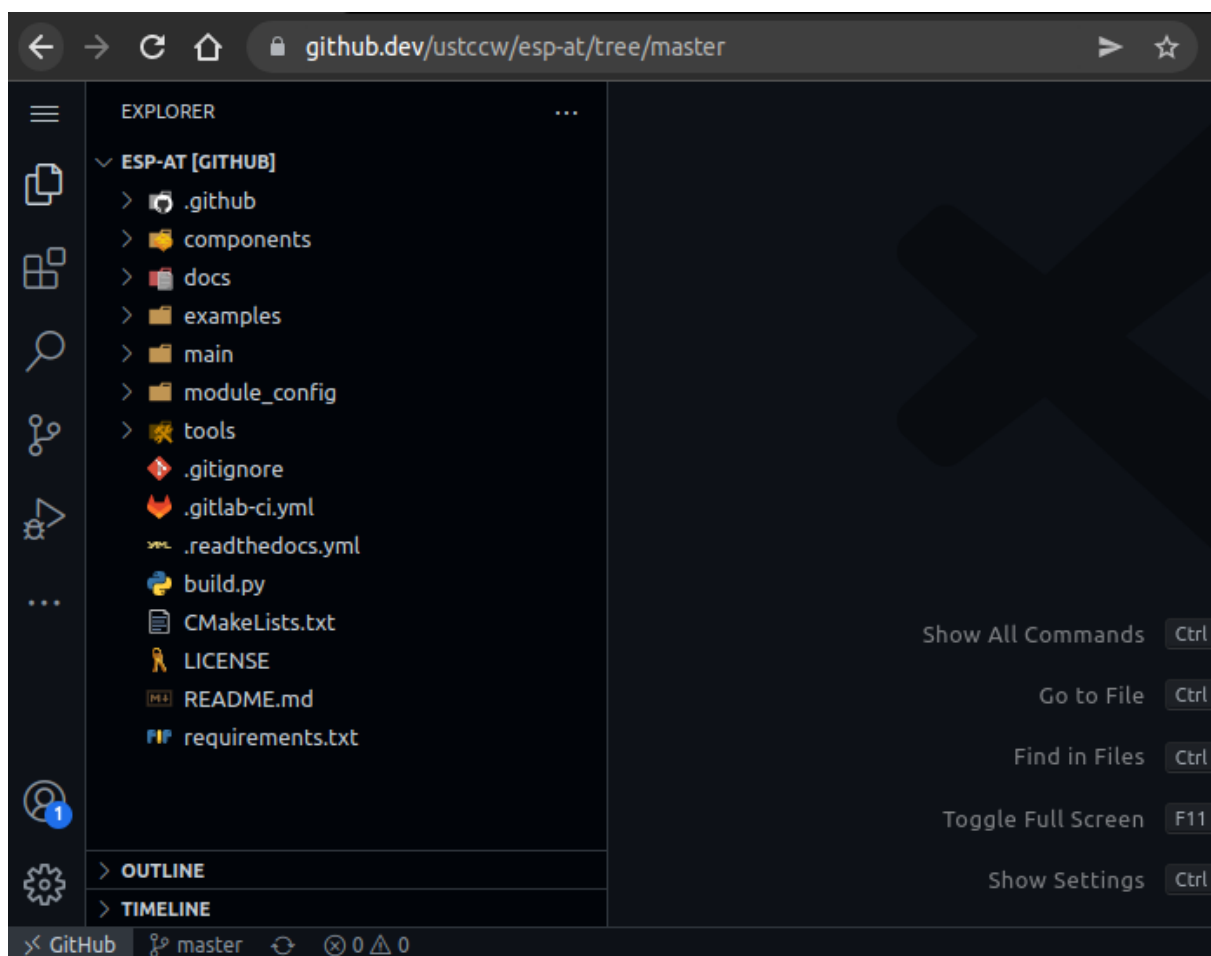 github.dev/ustccw/esp-at/tree/master
EXPLORER
ESP-AT [GITHUB]
.github
components
docs
examples
main
module_config
tools
.gitignore
.gitlab-ci.yml
.readthedocs.yml
build.py
CMakeLists.txt
LICENSE
README.md
requirements.txt
Show All Commands Ctrl
Go to File Ctrl
Find in Files Ctrl
Toggle Full Screen F11
Show Settings Ctrl
1
OUTLINE
TIMELINE
GitHub master 0 0